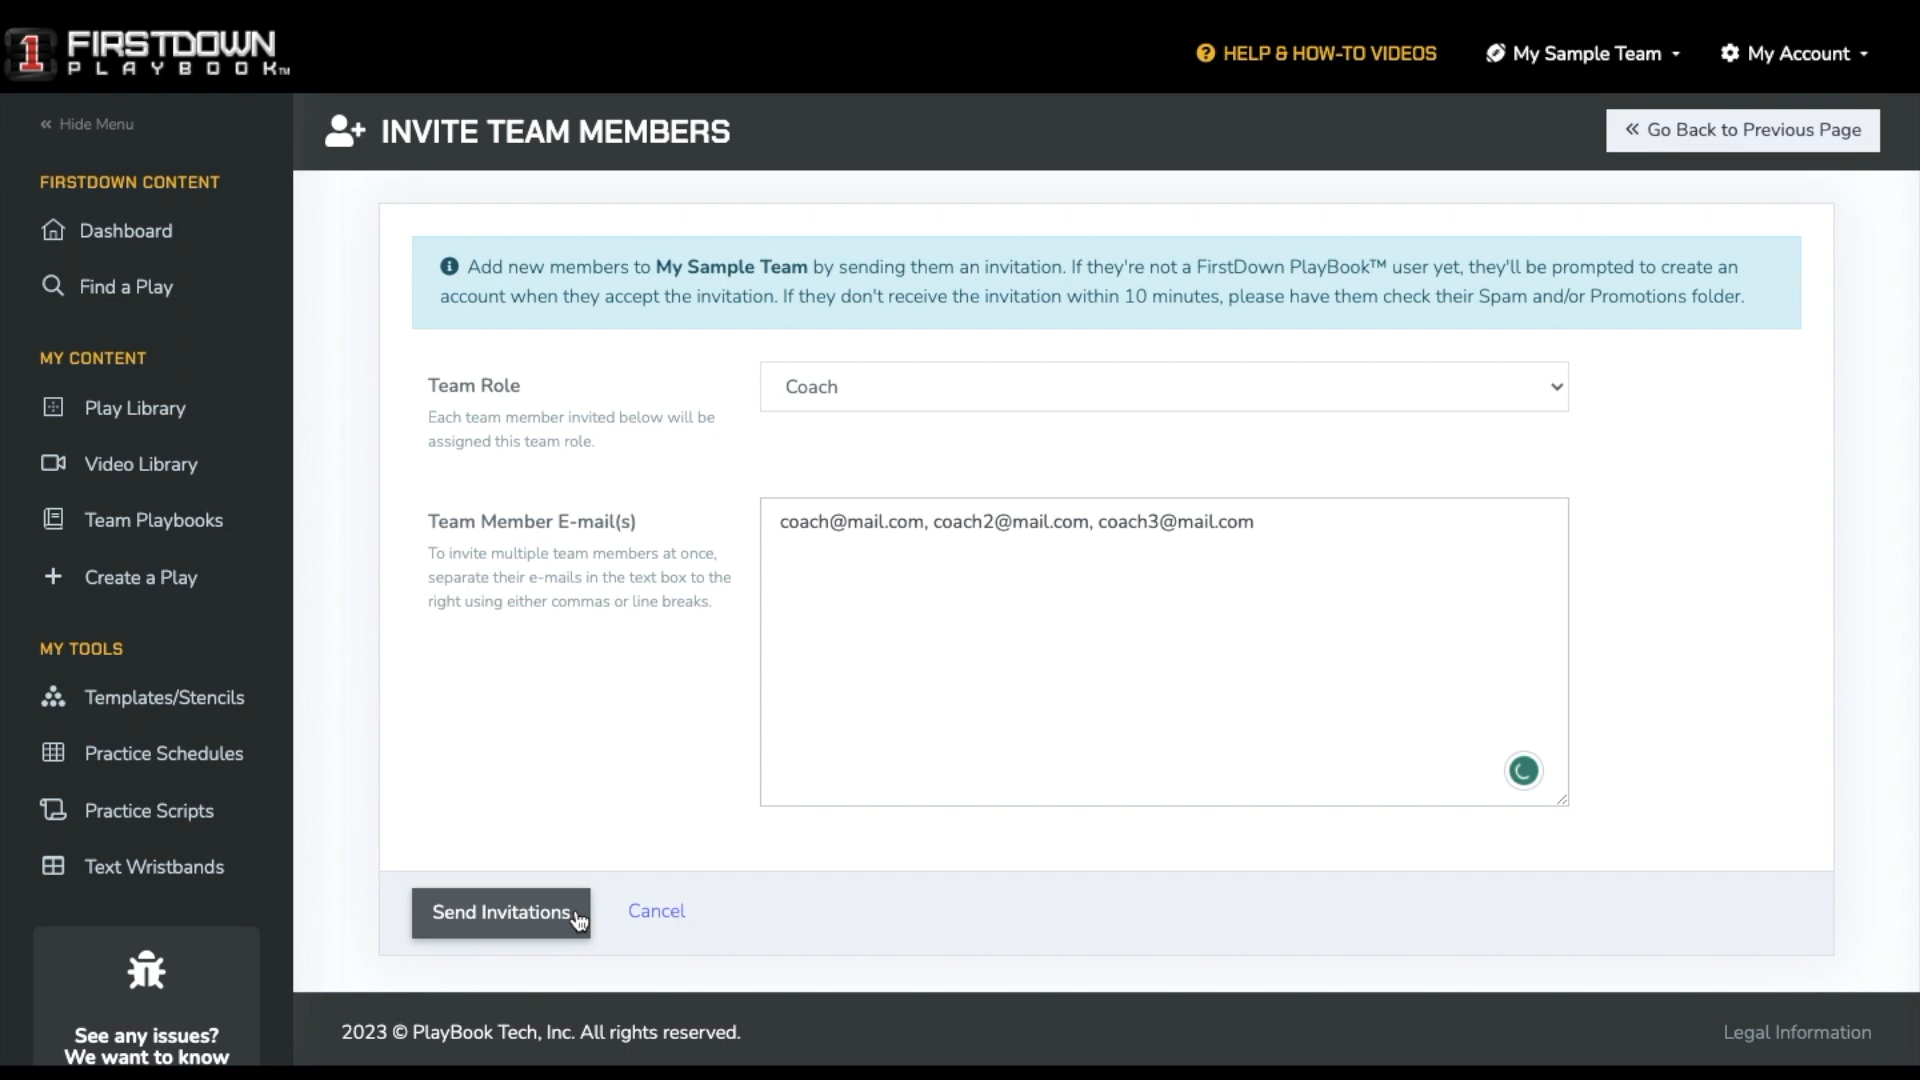 1 FIRSTDOWN
PLAYBOOK™
HELP & HOW-TO VIDEOS
My Sample Team
My Account
« Hide Menu
INVITE TEAM MEMBERS
« Go Back to Previous Page
FIRSTDOWN CONTENT
Dashboard
Find a Play
MY CONTENT
Play Library
Video Library
Team Playbooks
Create a Play
MY TOOLS
Templates/Stencils
Practice Schedules
Practice Scripts
Text Wristbands
See any issues?
We want to know
Add new members to My Sample Team by sending them an invitation. If they're not a FirstDown PlayBook™ user yet, they'll be prompted to create an
account when they accept the invitation. If they don't receive the invitation within 10 minutes, please have them check their Spam and/or Promotions folder.
Team Role
Each team member invited below will be
assigned this team role.
Coach
Team Member E-mail(s)
To invite multiple team members at once,
separate their e-mails in the text box to the
right using either commas or line breaks.
coach@mail.com, coach2@mail.com, coach3@mail.com
Send Invitations
Cancel
2023 © PlayBook Tech, Inc. All rights reserved.
Legal Information